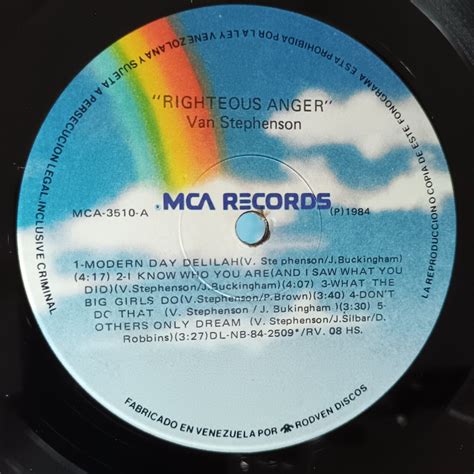 LA REPRODUCCION O COPIA DE ESTE FONOGRAMA ESTA PROHIBIDA POR LA LEY VENEZOLANA Y SUJETA A PERSECUCION LEGAL, INCLUSIVE CRIMINAL
"RIGHTEOUS ANGER"
Van Stephenson
MCA RECORDS
MCA-3510-A
(P)1984
1-MODERN DAY DELILAH(V. Ste phenson/J. Buckingham)
(4:17) 2-I KNOW WHO YOU ARE(AND I SAW WHAT YOU
DID)(V. Stephenson/J.Buckingham) (4:07) 3-WHAT THE
BIG GIRLS DO(V.Stephenson/P.Brown)(3:40) 4-DON'T
DO THAT (V. Stephenson/J. Bukingham )(3:30) 5-
OTHERS ONLY DREAM (V. Stephenson/J.Silbar/D.
Robbins)(3:27)DL-NB-84-2509*/RV. 08 HS.
FABRICADO EN VENEZUELA POR RODVEN DISCOS